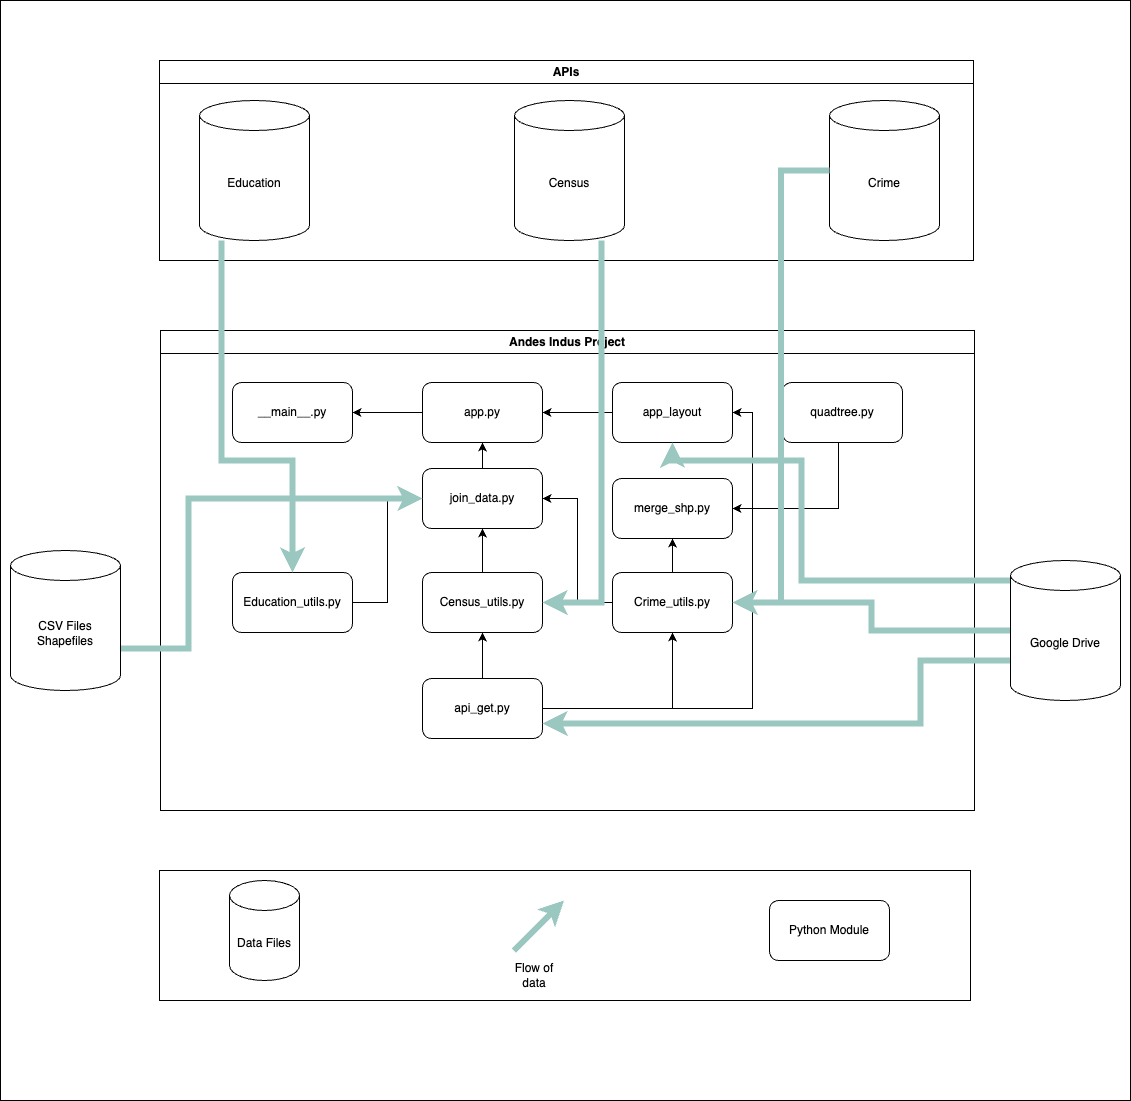 APIs
Education
Census
Crime
Andes Indus Project
__main__.py
app.py
app_layout
quadtree.py
join_data.py
merge_shp.py
Education_utils.py
Census_utils.py
Crime_utils.py
CSV Files
Shapefiles
Google Drive
api_get.py
Data Files
Flow of
data
Python Module